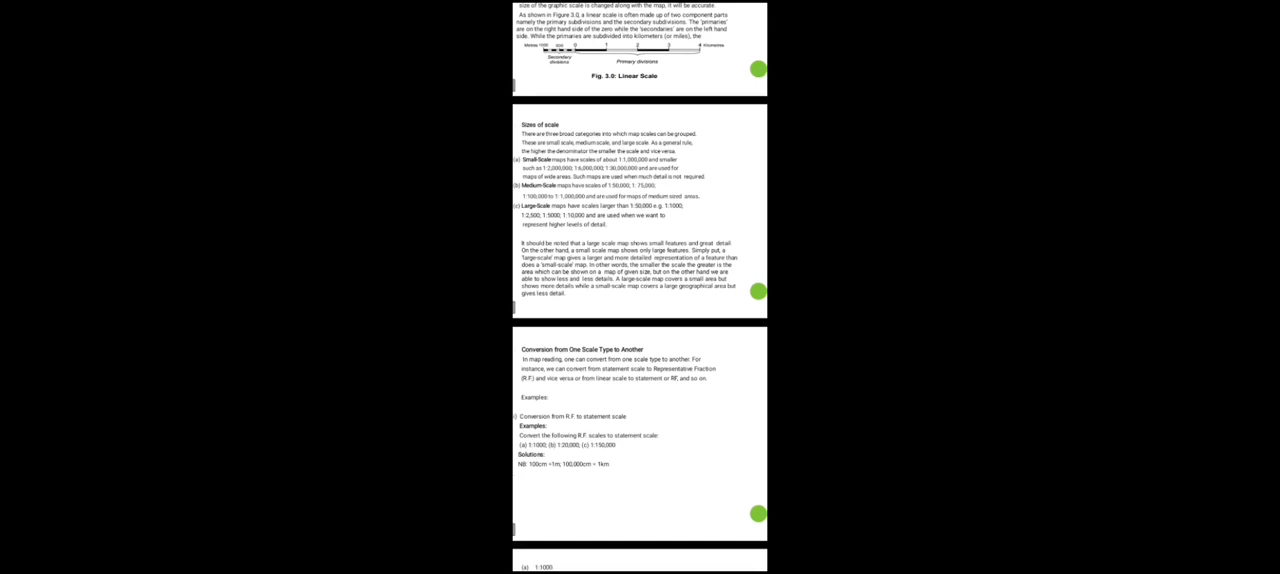 size of the graphic scale is changed along with the map, it will be accurate.
As shown in Figure 3.0, a linear scale is often made up of two component parts
namely the primary subdivisions and the secondary subdivisions. The 'primaries'
are on the right hand side of the zero while the 'secondaries' are on the left hand
side. While the primaries are subdivided into kilometers (or miles), the
Metres 1000 500 0 1 2 3 4 Kilometres
Secondary
divisions
Primary divisions
Fig. 3.0: Linear Scale
Sizes of scale
There are three broad categories into which map scales can be grouped.
These are small scale, medium scale, and large scale. As a general rule,
the higher the denominator the smaller the scale and vice versa.
(a) Small-Scale maps have scales of about 1:1,000,000 and smaller
such as 1:2,000,000; 1:6,000,000; 1:30,000,000 and are used for
maps of wide areas. Such maps are used when much detail is not required.
(b) Medium-Scale maps have scales of 1:50,000; 1: 75,000;
1:100,000 to 1: 1,000,000 and are used for maps of medium sized areas.
(c) Large-Scale maps have scales larger than 1:50,000 e.g. 1:1000;
1:2,500; 1:5000; 1:10,000 and are used when we want to
represent higher levels of detail.
It should be noted that a large scale map shows small features and great detail.
On the other hand, a small scale map shows only large features. Simply put, a
'large-scale' map gives a larger and more detailed representation of a feature than
does a 'small-scale' map. In other words, the smaller the scale the greater is the
area which can be shown on a map of given size, but on the other hand we are
able to show less and less details. A large-scale map covers a small area but
shows more details while a small-scale map covers a large geographical area but
gives less detail.
Conversion from One Scale Type to Another
In map reading, one can convert from one scale type to another. For
instance, we can convert from statement scale to Representative Fraction
(R.F.) and vice versa or from linear scale to statement or RF, and so on.
Examples:
i) Conversion from R.F. to statement scale
Examples:
Convert the following R.F. scales to statement scale:
(a) 1:1000; (b) 1:20,000; (c) 1:150,000
Solutions:
NB: 100cm =1m; 100,000cm = 1km
(a) 1:1000